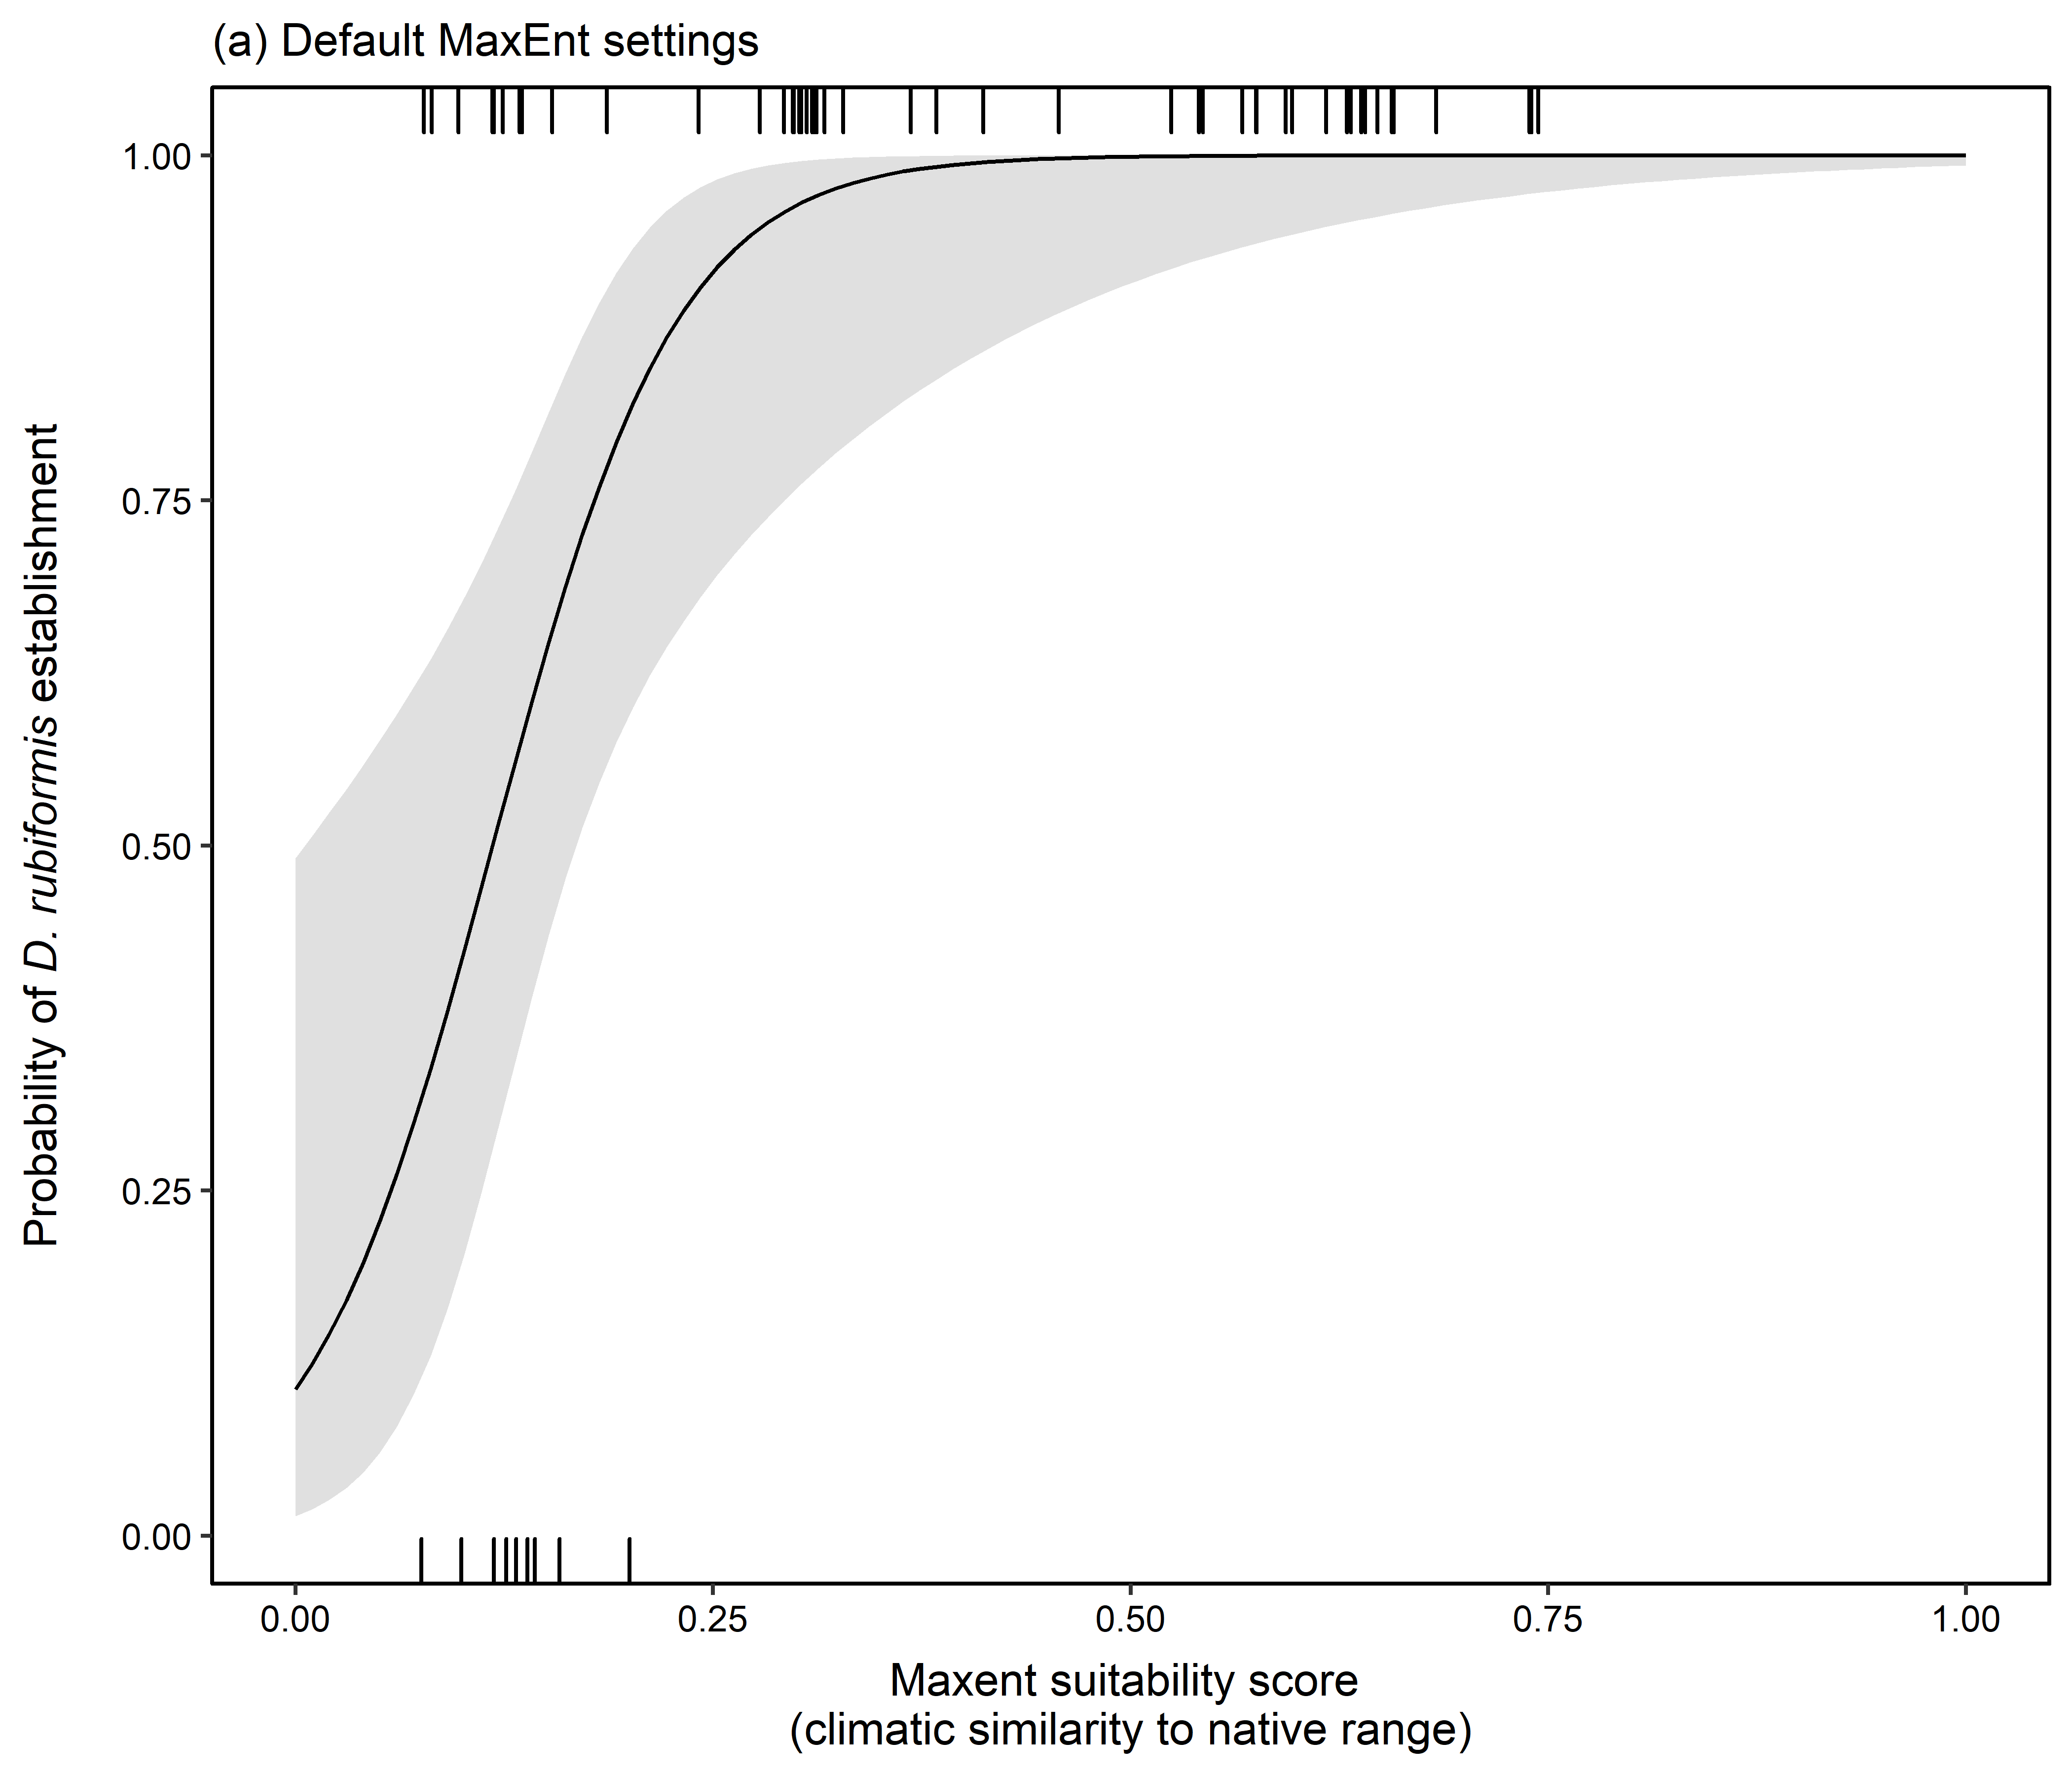 (a) Default MaxEnt settings
1.00
0.75
0.50
0.25
0.00
Probability of D. rubiformis establishment
0.00 0.25 0.50 0.75 1.00
Maxent suitability score
(climatic similarity to native range)